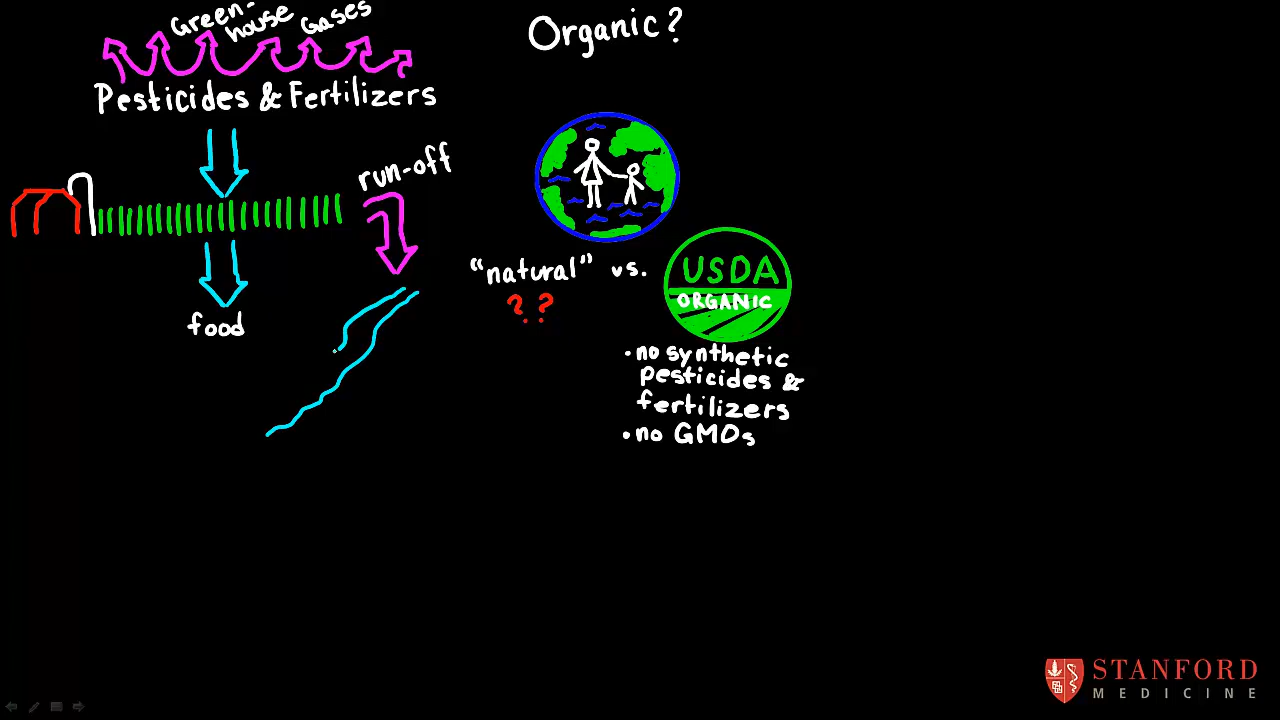 Green-
house Gases
Pesticides & Fertilizers
run-off
food
Organic?
"natural" vs.
? ?
USDA
ORGANIC
• no synthetic
pesticides &
fertilizers
• no GMOs
STANFORD
MEDICINE